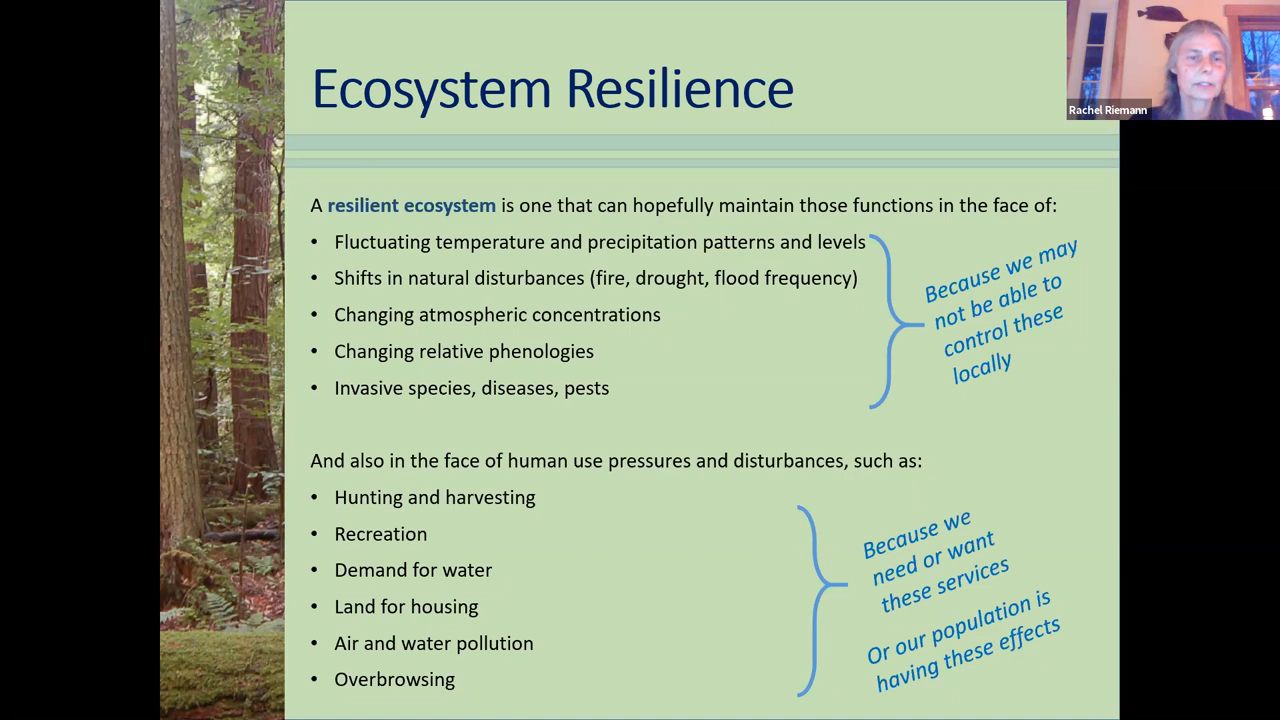 Ecosystem Resilience
Rachel Riemann
A resilient ecosystem is one that can hopefully maintain those functions in the face of:
• Fluctuating temperature and precipitation patterns and levels
• Shifts in natural disturbances (fire, drought, flood frequency)
• Changing atmospheric concentrations
• Changing relative phenologies
• Invasive species, diseases, pests
Because we may
not be able to
control these
locally
And also in the face of human use pressures and disturbances, such as:
• Hunting and harvesting
• Recreation
• Demand for water
• Land for housing
• Air and water pollution
• Overbrowsing
Because we
need or want
these services
Or our population is
having these effects